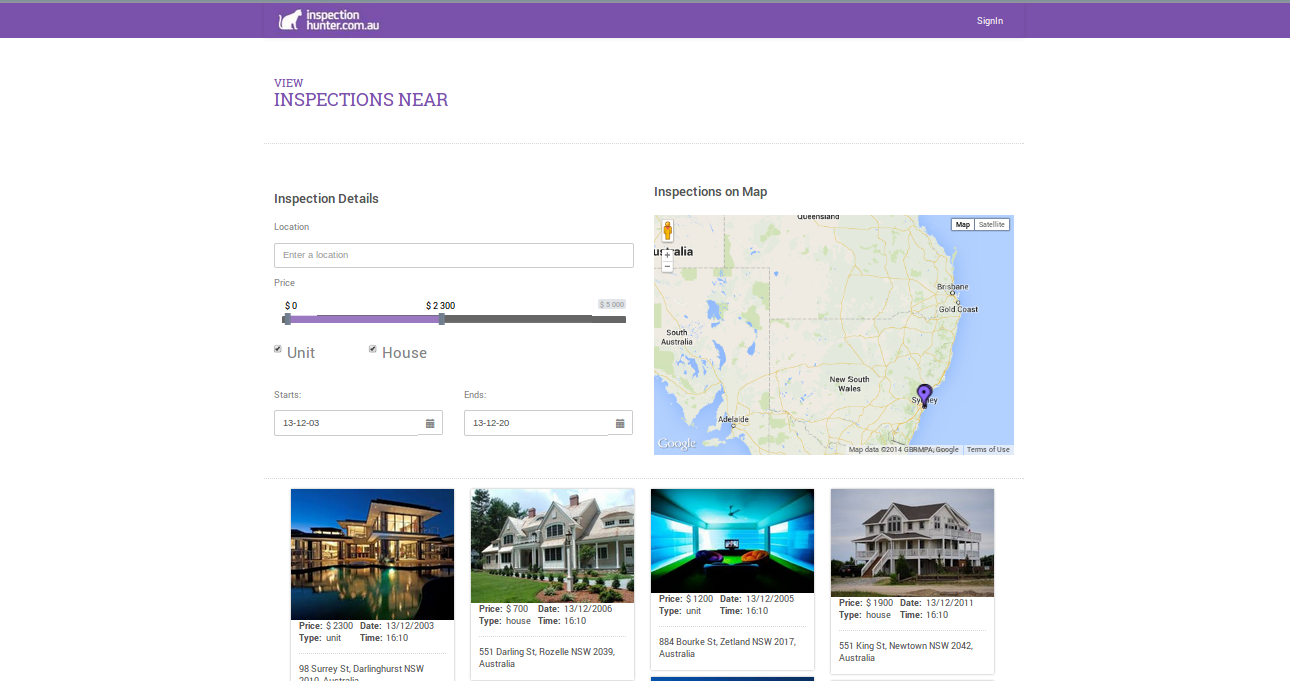 inspection
hunter.com.au
SignIn
VIEW
INSPECTIONS NEAR
Inspection Details
Location
Enter a location
Price
$ 0
$ 2 300
$ 5 000
Unit
House
Starts:
Ends:
13-12-03
13-12-20
Inspections on Map
Queensland
Map
Satellite
ustralia
+
−
Brisbane
Gold Coast
South
Australia
New South
Wales
Sydney
Adelaide
Google
Map data ©2014 GBRMPA, Google
Terms of Use
Price: $ 2300 Date: 13/12/2003
Type: unit Time: 16:10
98 Surrey St, Darlinghurst NSW
2010, Australia
Price: $ 700 Date: 13/12/2006
Type: house Time: 16:10
551 Darling St, Rozelle NSW 2039,
Australia
Price: $ 1200 Date: 13/12/2005
Type: unit Time: 16:10
884 Bourke St, Zetland NSW 2017,
Australia
Price: $ 1900 Date: 13/12/2011
Type: house Time: 16:10
551 King St, Newtown NSW 2042,
Australia